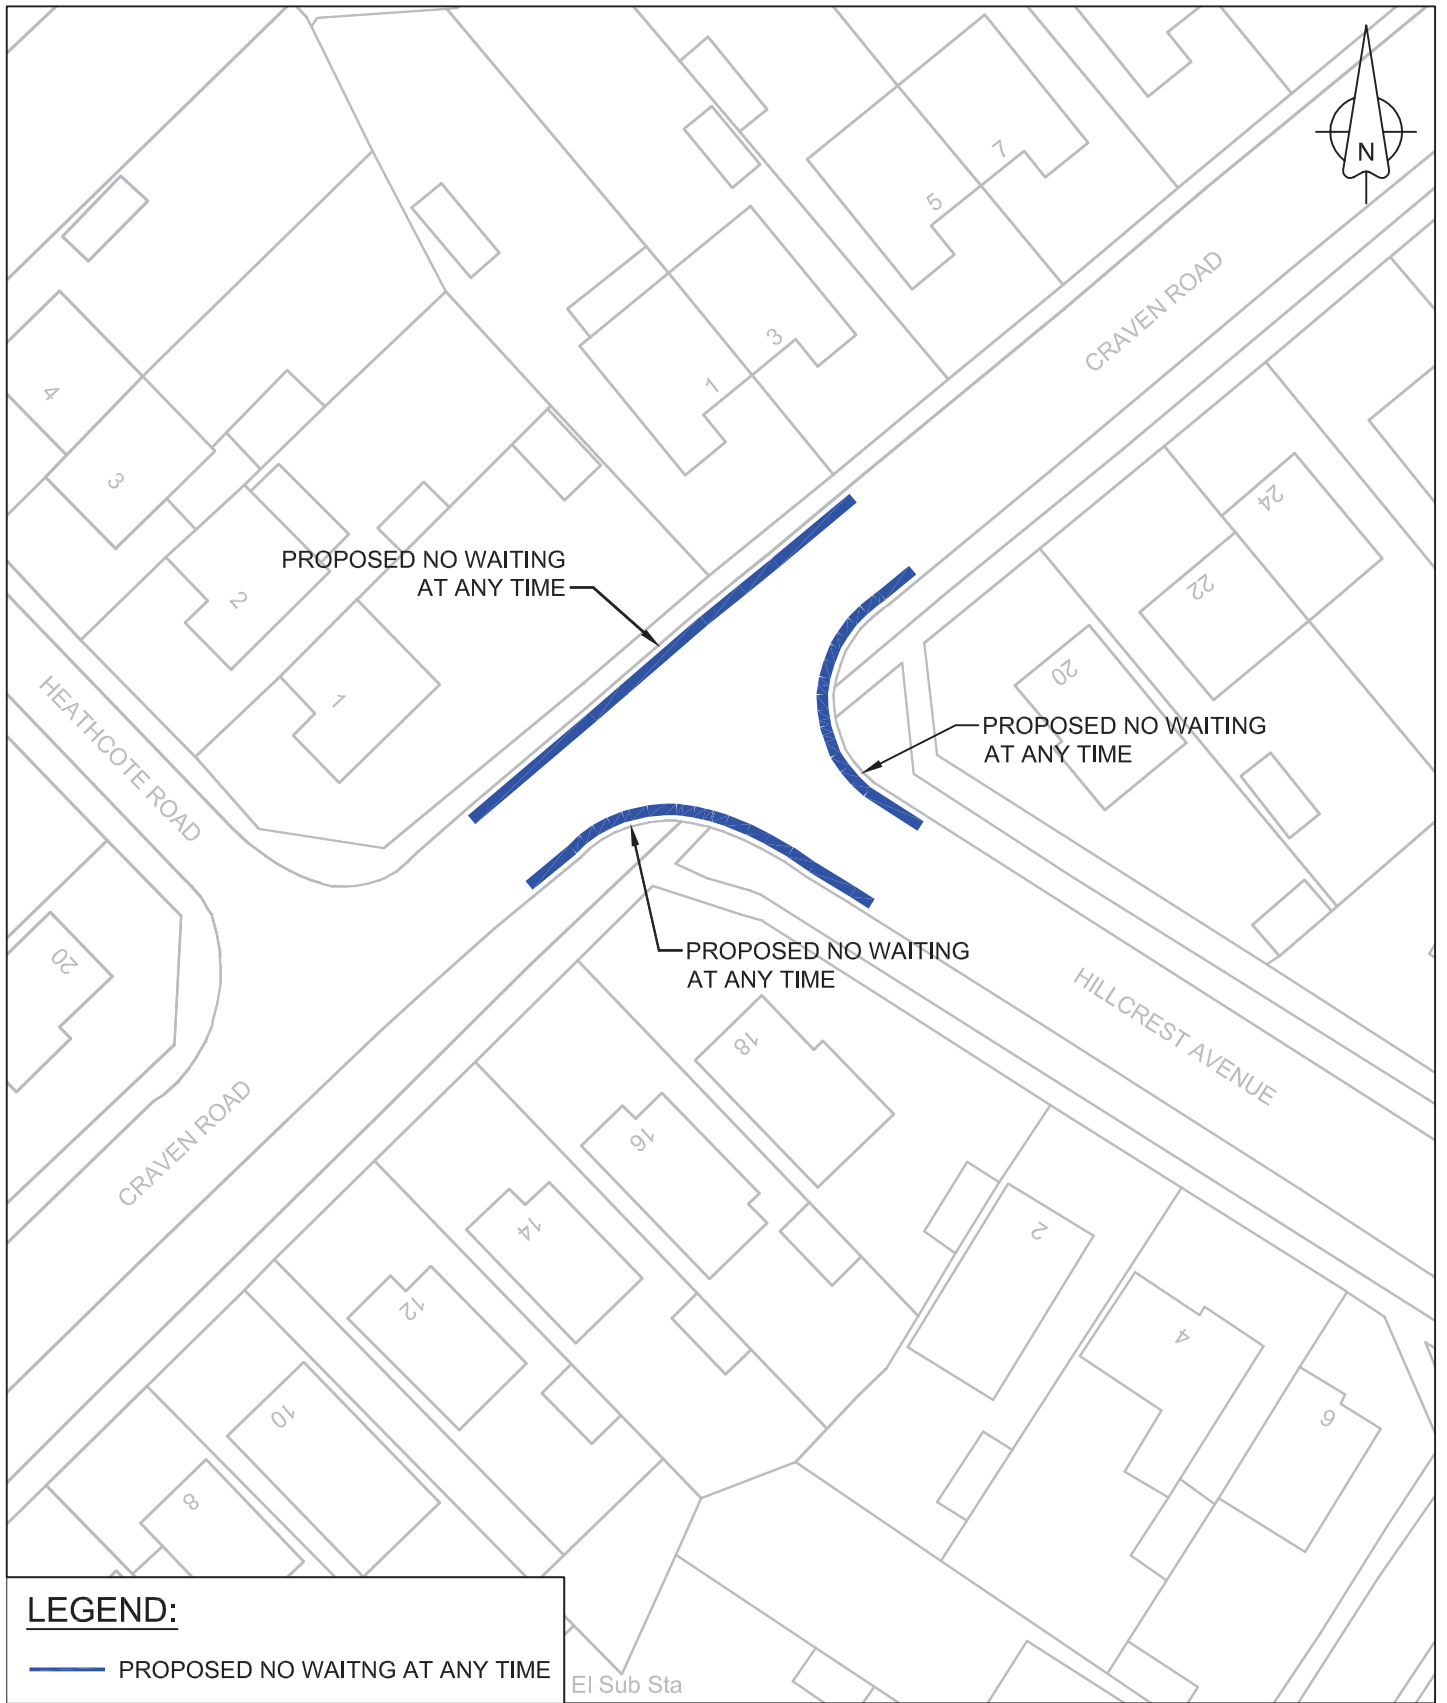 N
7
5
CRAVEN ROAD
3
1
4
3
24
PROPOSED NO WAITING
AT ANY TIME
22
2
20
1
HEATHCOTE ROAD
PROPOSED NO WAITING
AT ANY TIME
PROPOSED NO WAITING
AT ANY TIME
20
HILLCREST AVENUE
18
CRAVEN ROAD
16
14
2
12
4
10
6
8
LEGEND:
PROPOSED NO WAITNG AT ANY TIME
El Sub Sta